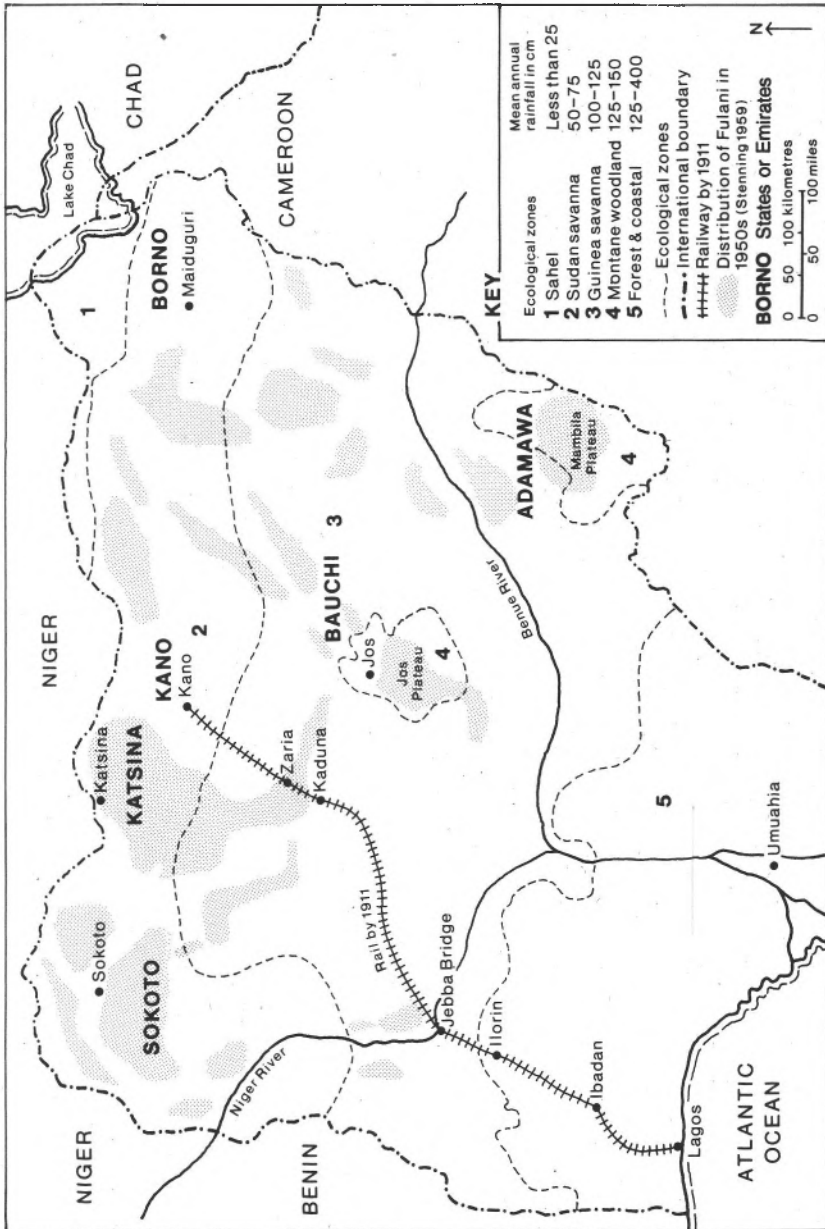 NIGER
NIGER
CHAD
Lake Chad
CAMEROON
BENIN
ATLANTIC
OCEAN
Sokoto
SOKOTO
Katsina
KATSINA
KANO
Kano
2
1
BORNO
Maiduguri
Zaria
Kaduna
Rail by 1911
BAUCHI
3
Jos
Jos
Plateau
4
Niger River
Jebba Bridge
Ilorin
Ibadan
Lagos
Benue River
ADAMAWA
Mambila
Plateau
4
5
Umuahia
KEY
Ecological zones
Mean annual
rainfall in cm
1 Sahel Less than 25
2 Sudan savanna 50-75
3 Guinea savanna 100-125
4 Montane woodland 125-150
5 Forest & coastal 125-400
Ecological zones
International boundary
Railway by 1911
Distribution of Fulani in
1950s (Stenning 1959)
BORNO States or Emirates
0 50 100 kilometres
0 50 100 miles
N